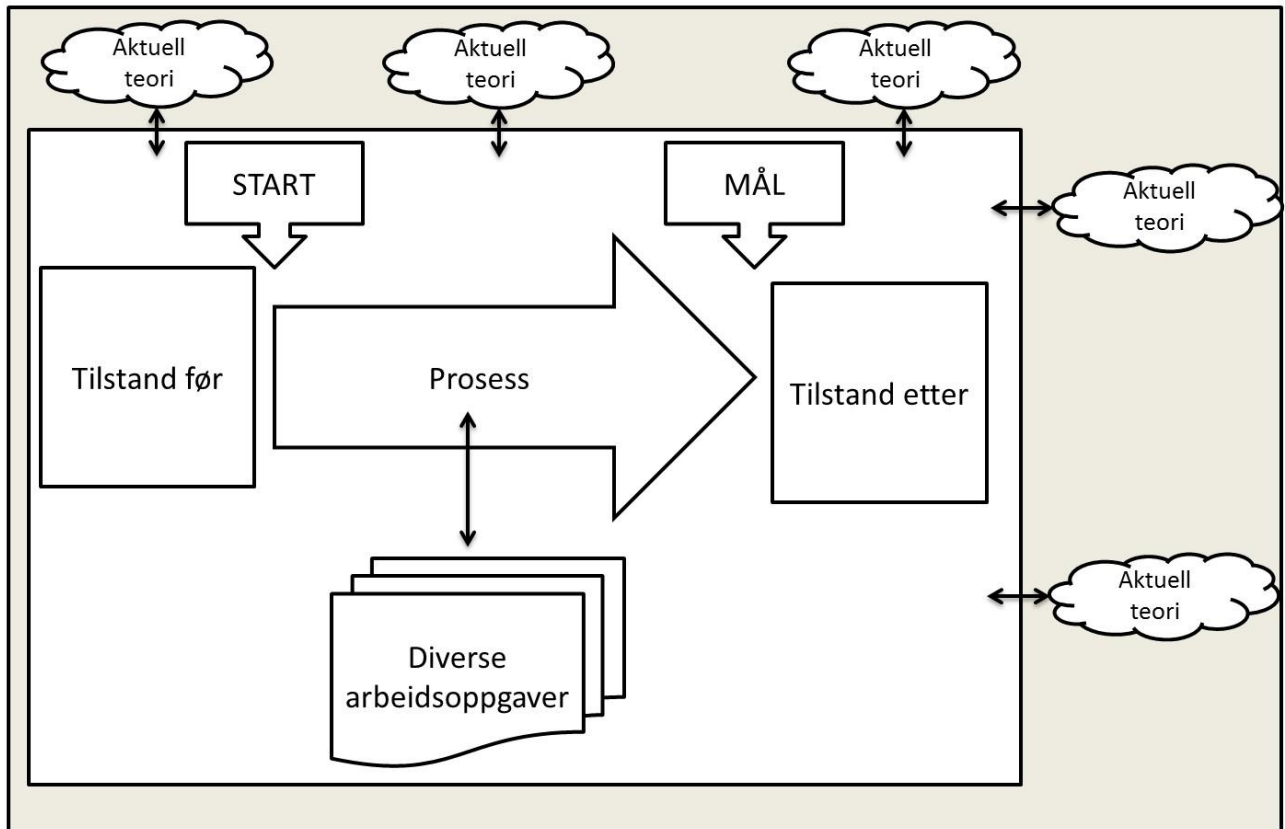 Aktuell
teori
Aktuell
teori
Aktuell
teori
START
MÅL
Aktuell
teori
Tilstand før
Prosess
Tilstand etter
Aktuell
teori
Diverse
arbeidsoppgaver